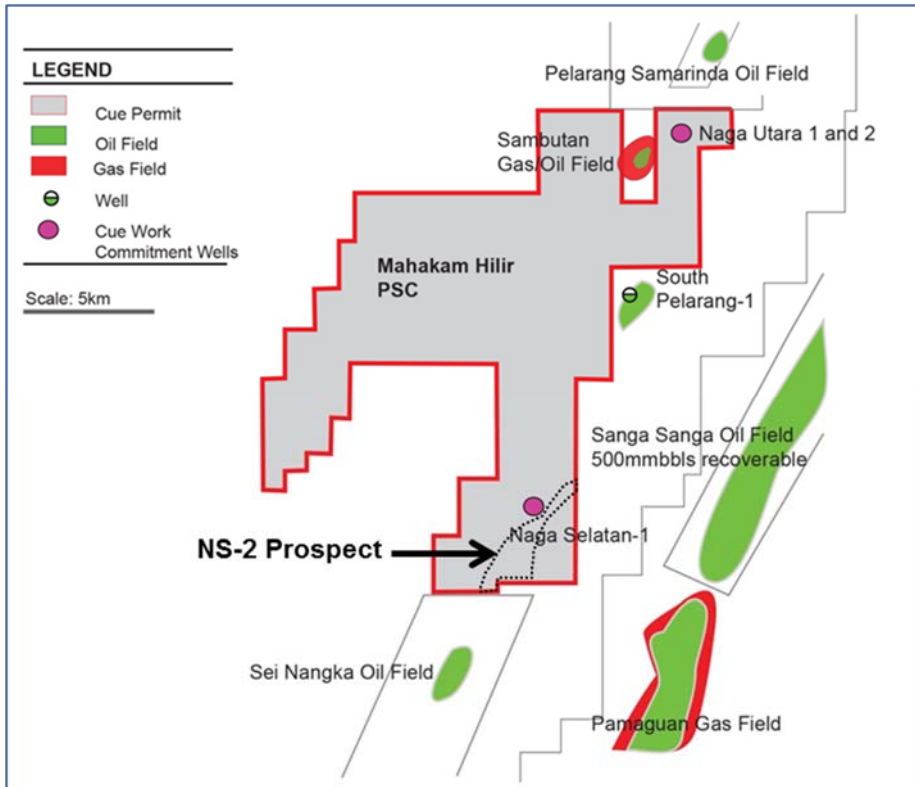 LEGEND
Cue Permit
Oil Field
Gas Field
Well
Cue Work
Commitment Wells
Scale: 5km
Pelarang Samarinda Oil Field
Sambutan
Gas/Oil Field
Naga Utara 1 and 2
Mahakam Hilir
PSC
South
Pelarang-1
Sanga Sanga Oil Field
500mmbbls recoverable
Naga Selatan-1
NS-2 Prospect
Sei Nangka Oil Field
Pamaguan Gas Field